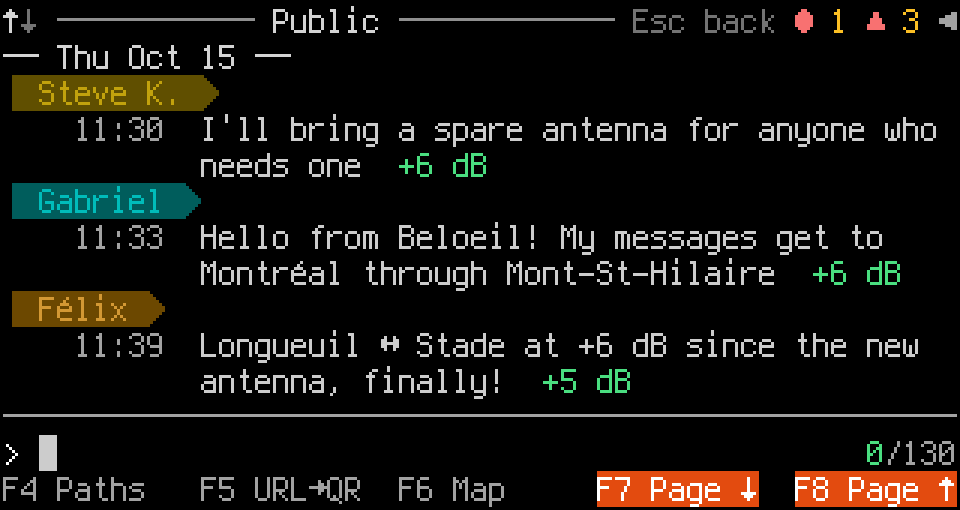 ↑↓ Public Esc back 1 3
Thu Oct 15
Steve K.
11:30 I'll bring a spare antenna for anyone who
needs one +6 dB
Gabriel
11:33 Hello from Beloeil! My messages get to
Montréal through Mont-St-Hilaire +6 dB
Félix
11:39 Longueuil ↔ Stade at +6 dB since the new
antenna, finally! +5 dB
> 0/130
F4 Paths F5 URL→QR F6 Map F7 Page ↓ F8 Page ↑